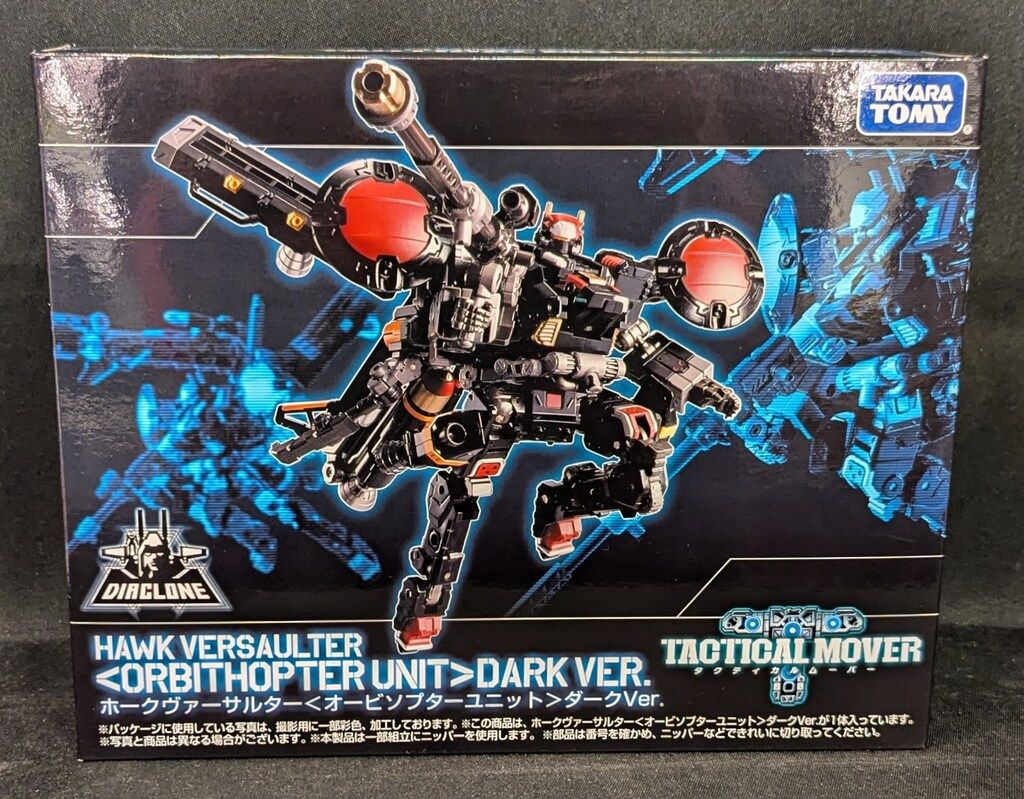 TAKARA
TOMY
DIACLONE
HAWK VERSAULTER
<ORBITHOPTER UNIT>DARK VER.
ホークヴァーサルター<オービソプターユニット>ダークVer.
TACTICAL MOVER
タクティカルムーバー
※パッケージに使用している写真は、撮影用に一部彩色、加工しております。※この商品は、ホークヴァーサルター<オービソプターユニット>ダークVer.が1体入っています。
※写真と商品は異なる場合がございます。※本製品は一部組立にニッパーを使用します。※部品は番号を確かめ、ニッパーなどできれいに切り取ってください。